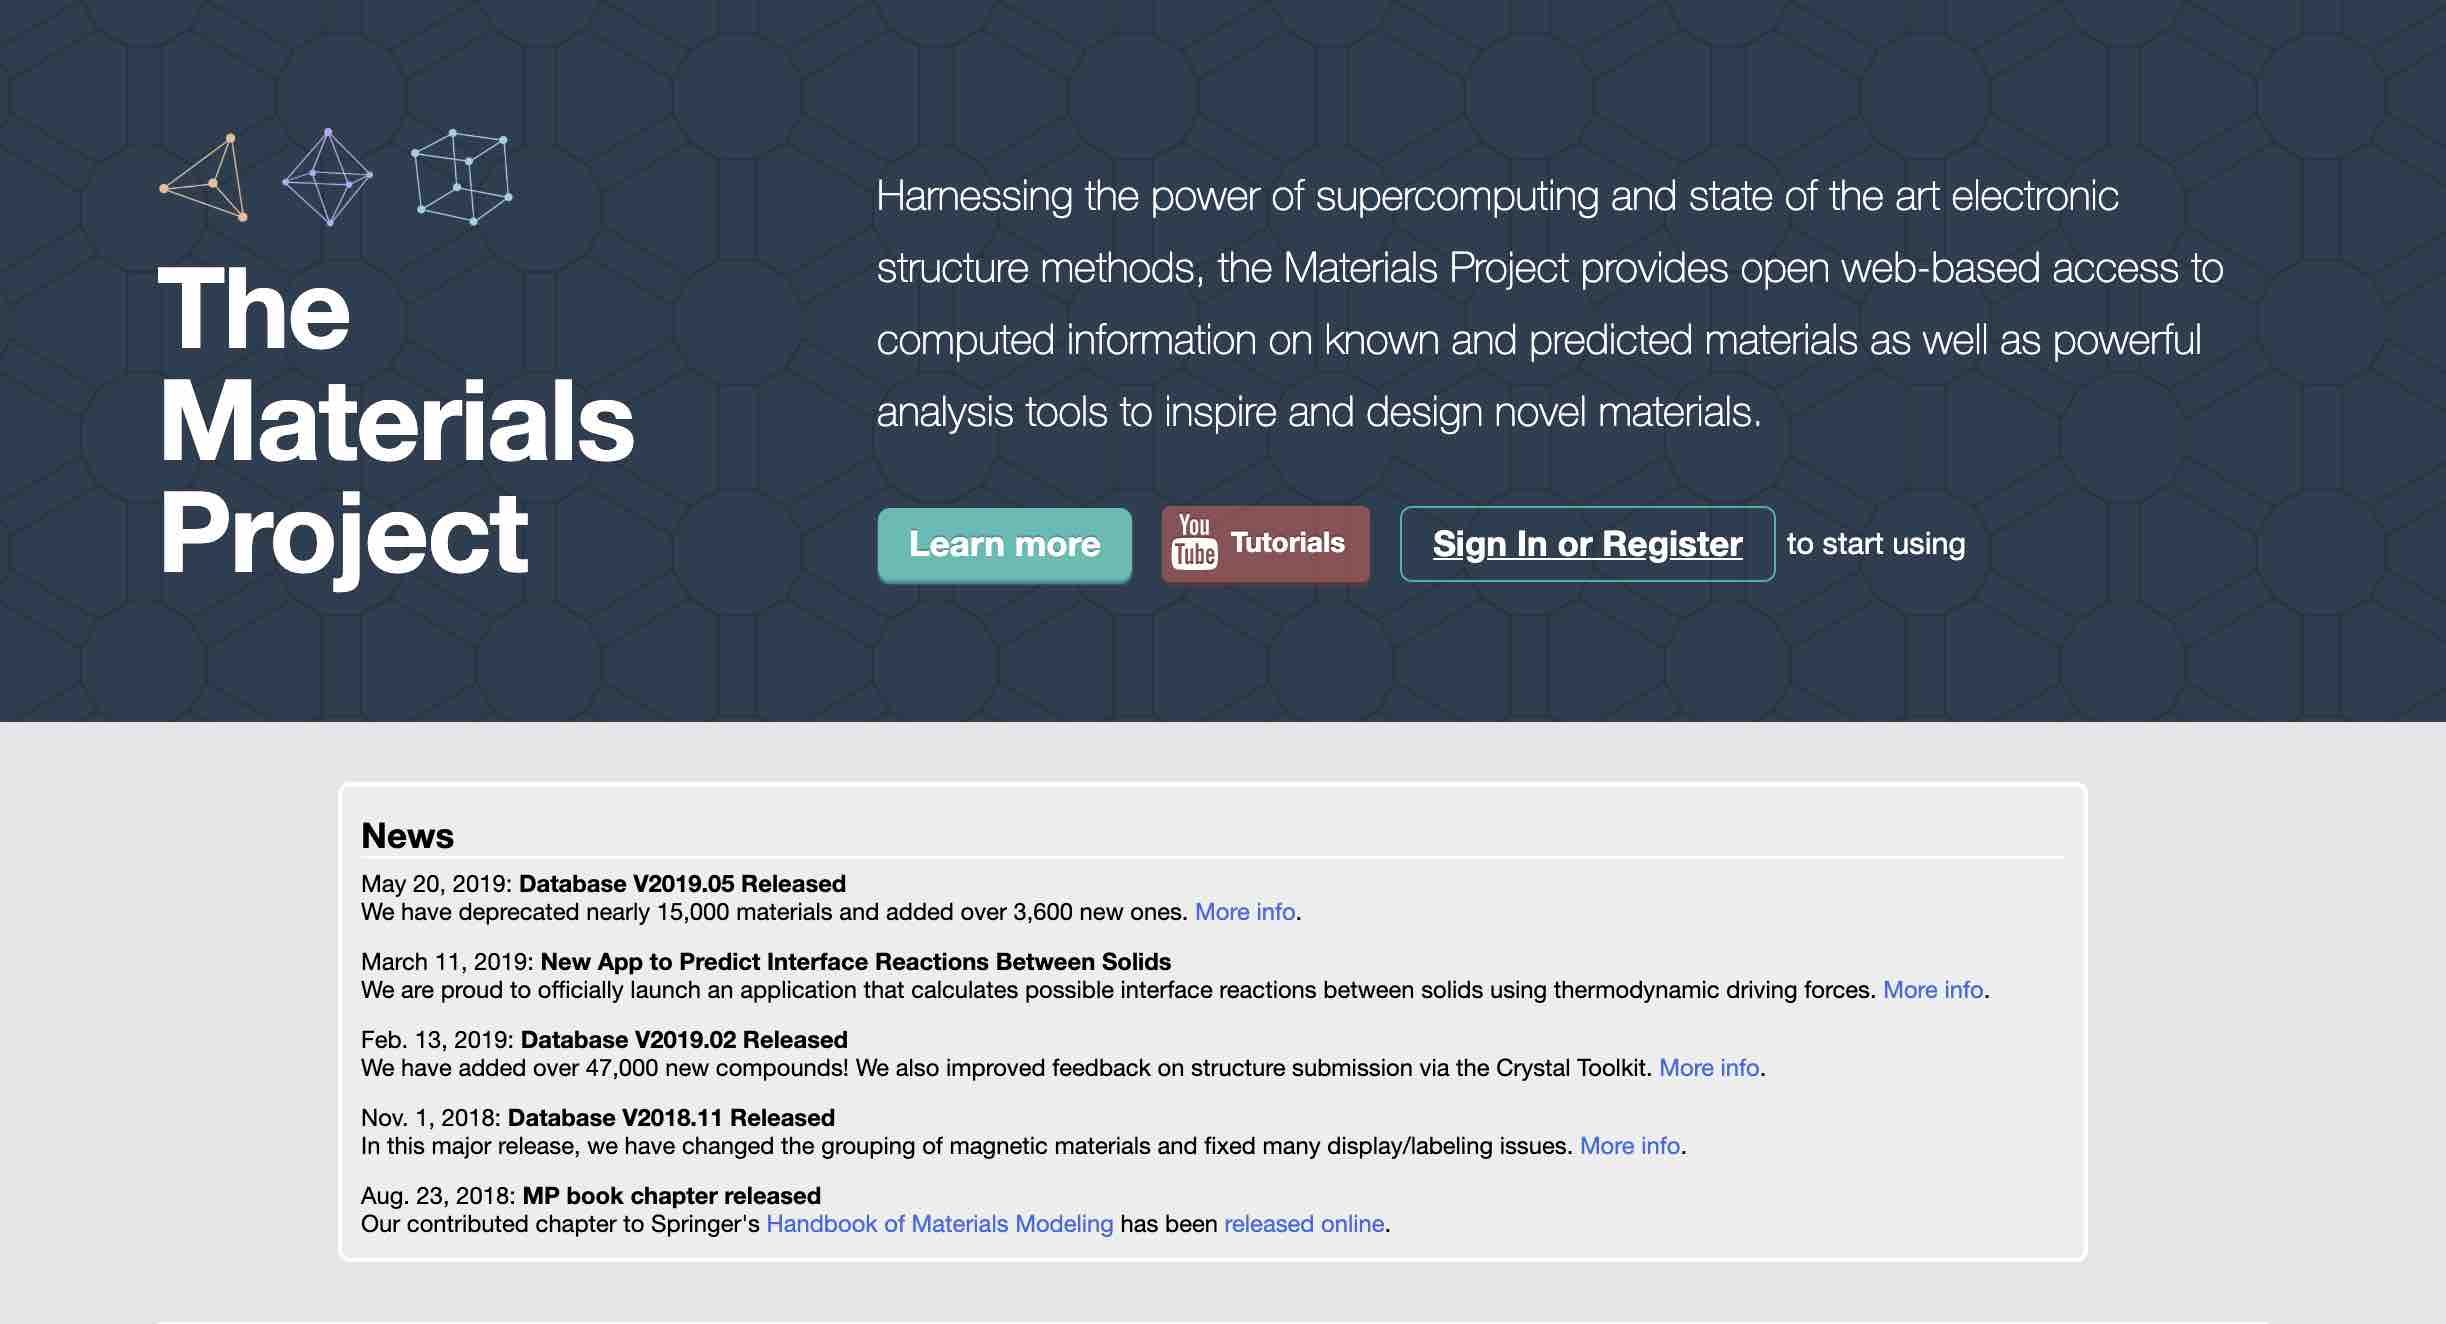 The
Materials
Project
Harnessing the power of supercomputing and state of the art electronic
structure methods, the Materials Project provides open web-based access to
computed information on known and predicted materials as well as powerful
analysis tools to inspire and design novel materials.
Learn more
You Tube Tutorials
Sign In or Register to start using
News
May 20, 2019: Database V2019.05 Released
We have deprecated nearly 15,000 materials and added over 3,600 new ones. More info.
March 11, 2019: New App to Predict Interface Reactions Between Solids
We are proud to officially launch an application that calculates possible interface reactions between solids using thermodynamic driving forces. More info.
Feb. 13, 2019: Database V2019.02 Released
We have added over 47,000 new compounds! We also improved feedback on structure submission via the Crystal Toolkit. More info.
Nov. 1, 2018: Database V2018.11 Released
In this major release, we have changed the grouping of magnetic materials and fixed many display/labeling issues. More info.
Aug. 23, 2018: MP book chapter released
Our contributed chapter to Springer's Handbook of Materials Modeling has been released online.